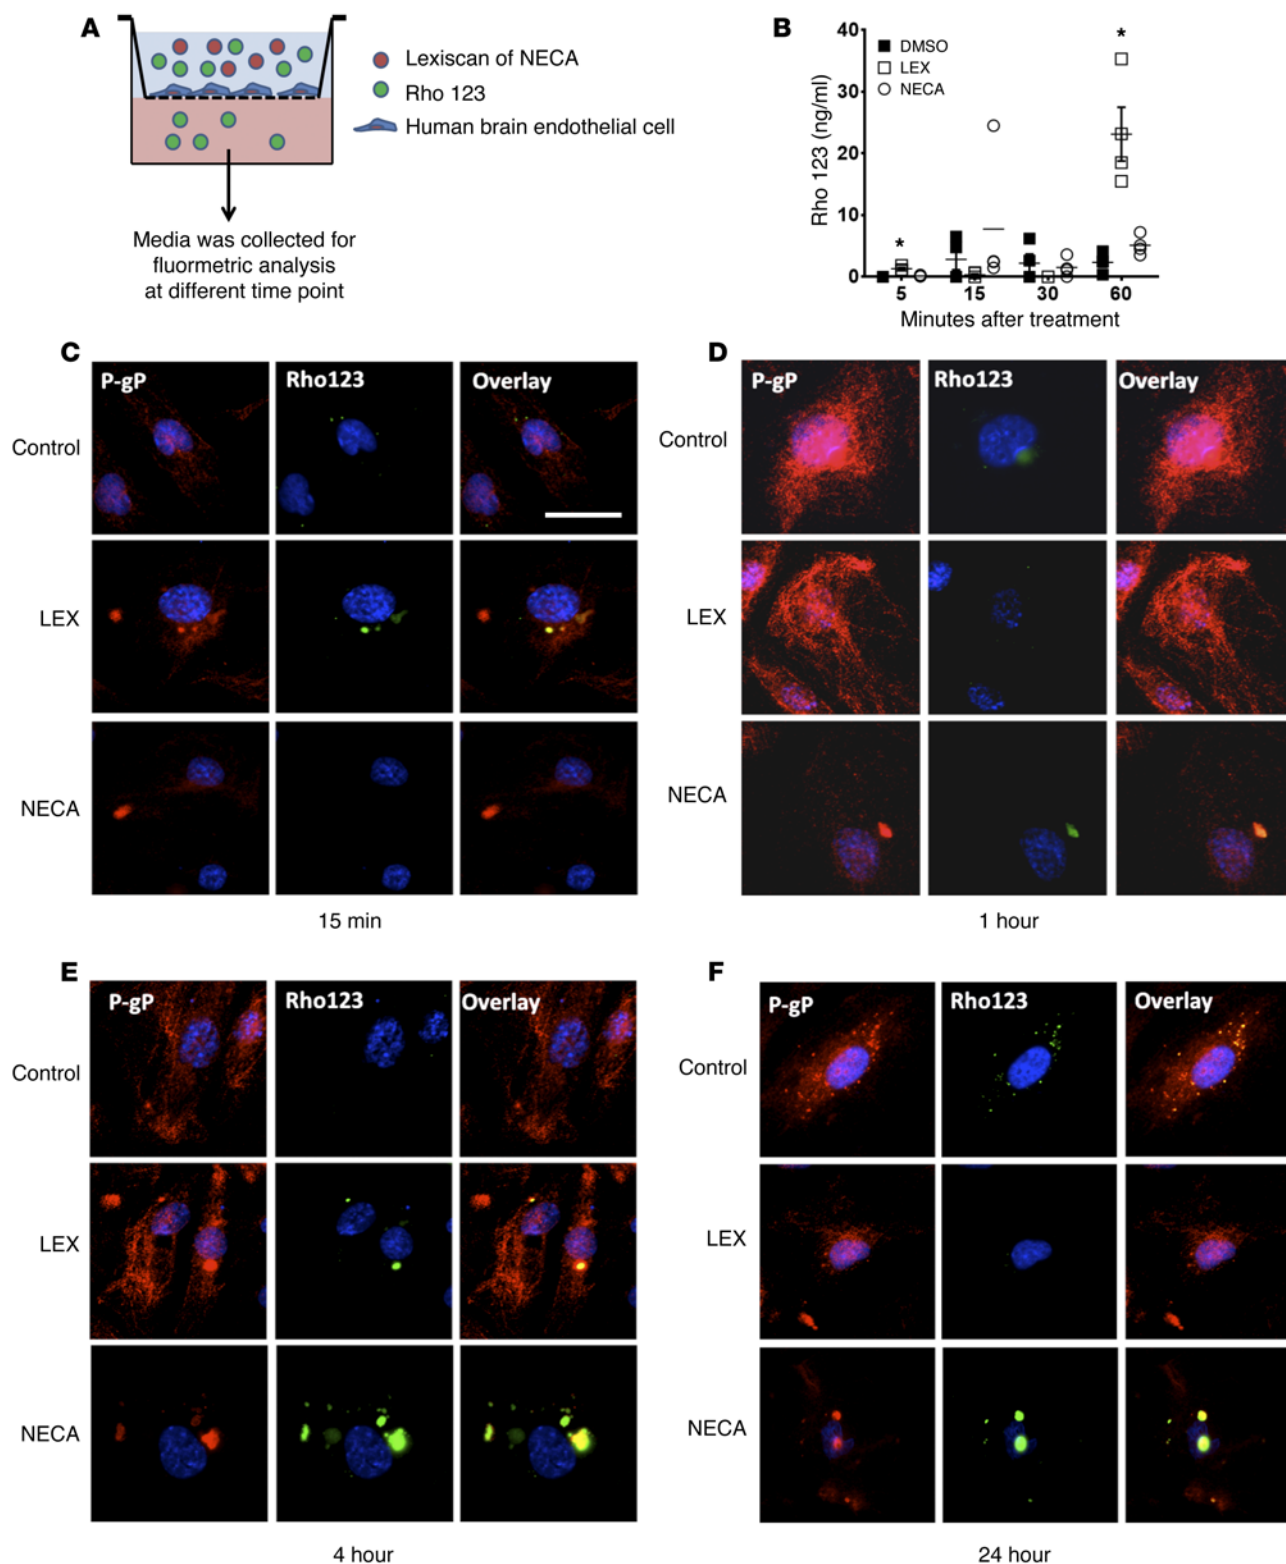 A
Lexiscan of NECA
Rho 123
Human brain endothelial cell
Media was collected for
fluormetric analysis
at different time point
B
Rho 123 (ng/ml)
40
30
20
10
0
DMSO
LEX
NECA
*
*
5 15 30 60
Minutes after treatment
C
P-gP Rho123 Overlay
Control
LEX
NECA
15 min
D
P-gP Rho123 Overlay
Control
LEX
NECA
1 hour
E
P-gP Rho123 Overlay
Control
LEX
NECA
4 hour
F
P-gP Rho123 Overlay
Control
LEX
NECA
24 hour